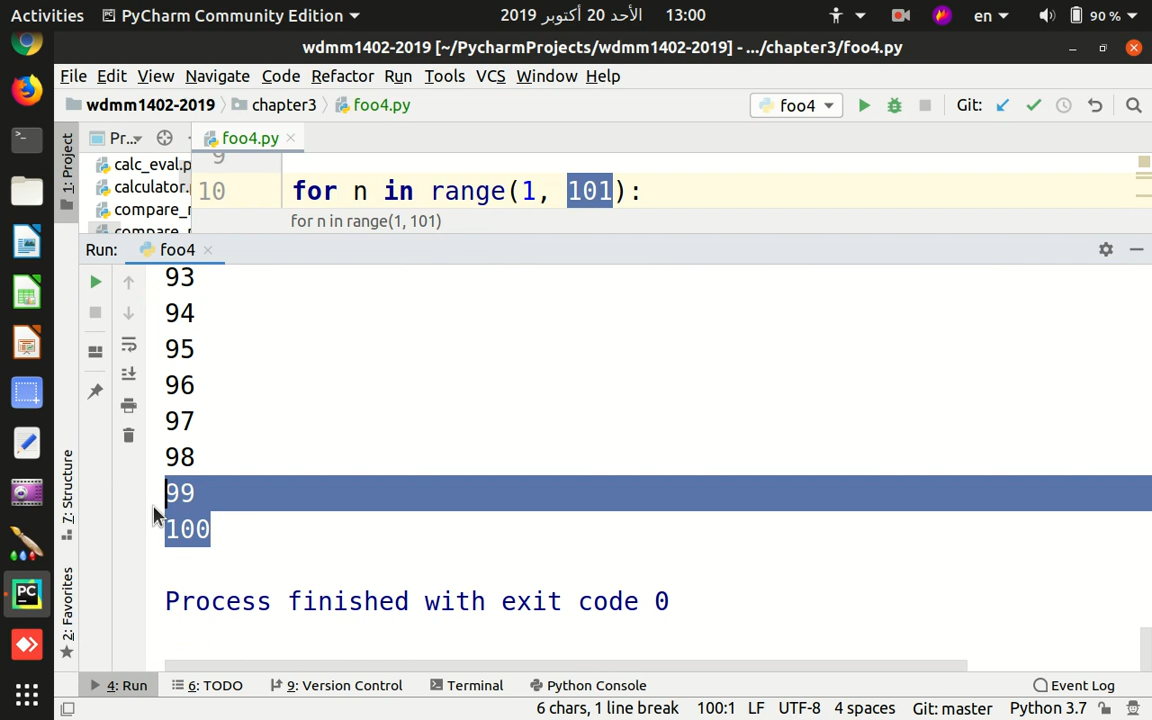 Activities PyCharm Community Edition الأحد 20 أكتوبر 2019 13:00 en 90 %
wdmm1402-2019 [~/PycharmProjects/wdmm1402-2019] - .../chapter3/foo4.py
File Edit View Navigate Code Refactor Run Tools VCS Window Help
wdmm1402-2019 chapter3 foo4.py foo4 Git:
1: Project Pr... foo4.py
calc_eval.p 9
calculator. 10 for n in range(1, 101):
compare_
for n in range(1, 101)
compare_
Run: foo4
93
94
95
96
97
98
99
100
Process finished with exit code 0
7: Structure
2: Favorites
PC
4: Run 6: TODO 9: Version Control Terminal Python Console Event Log
6 chars, 1 line break 100:1 LF UTF-8 4 spaces Git: master Python 3.7